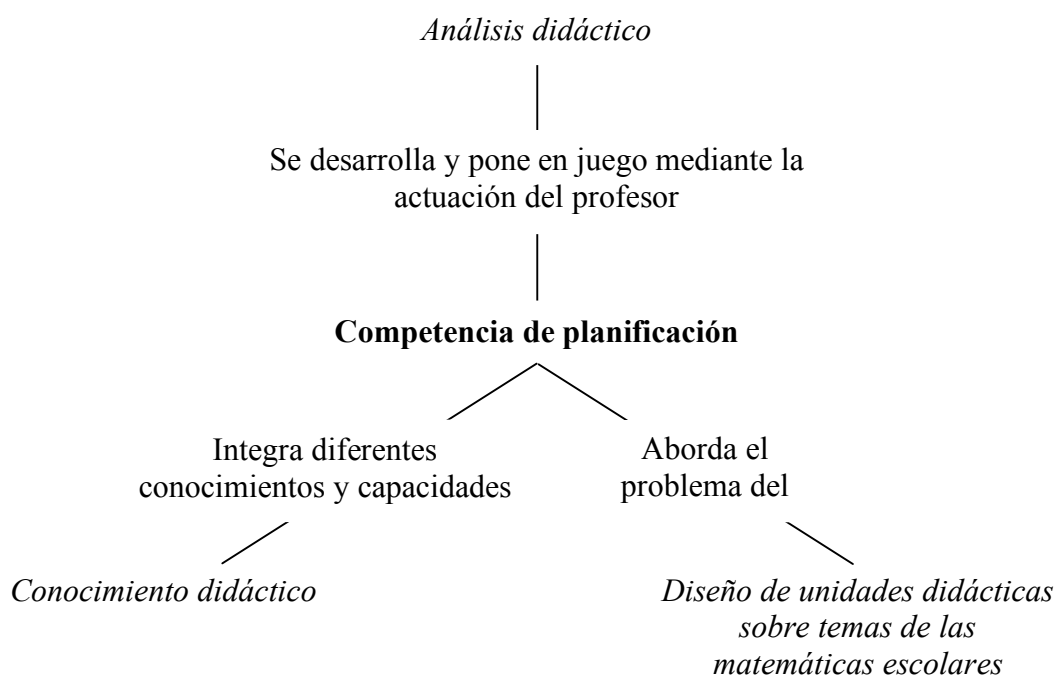 Análisis didáctico
Se desarrolla y pone en juego mediante la
actuación del profesor
Competencia de planificación
Integra diferentes
conocimientos y capacidades
Aborda el
problema del
Conocimiento didáctico
Diseño de unidades didácticas
sobre temas de las
matemáticas escolares